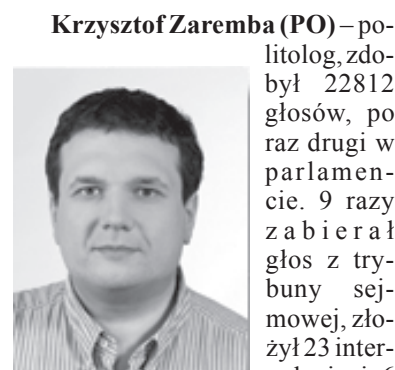 Krzysztof Zaremba (PO) – po-
litolog, zdo-
był 22812
głosów, po
raz drugi w
parlamen-
cie. 9 razy
zabierał
głos z try-
buny sej-
mowej, zło-
żył 23 inter-